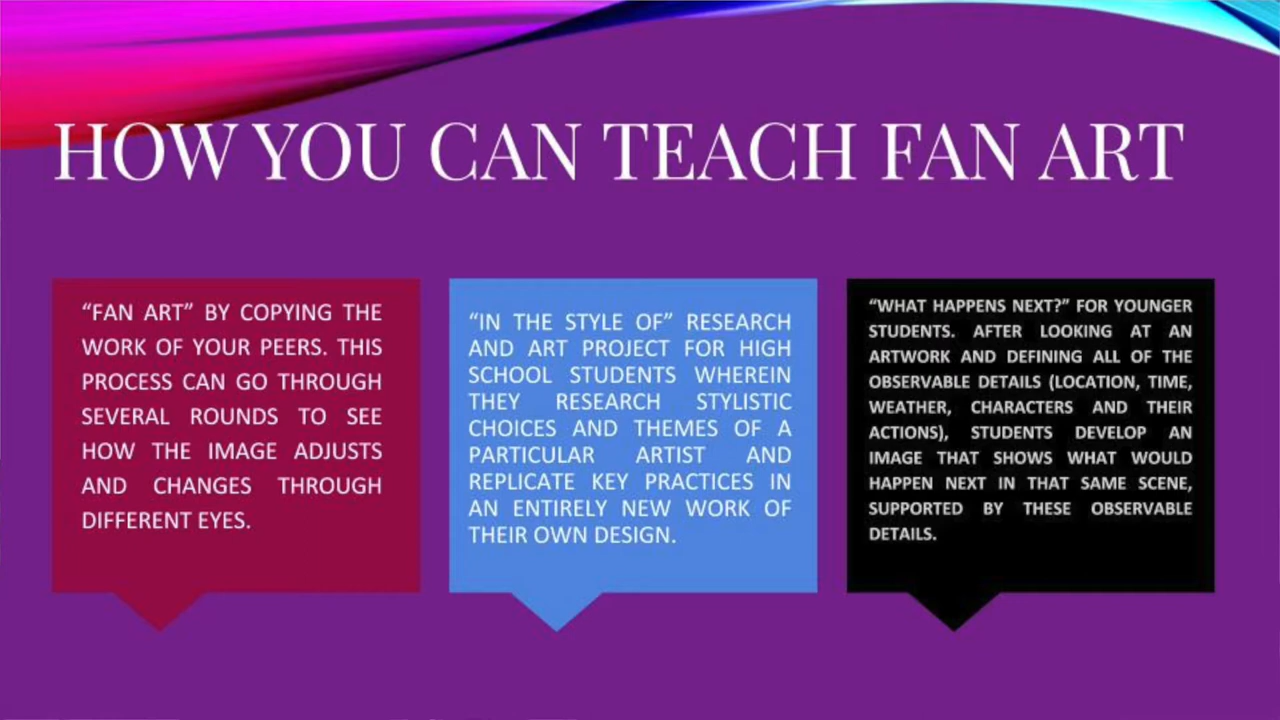 HOW YOU CAN TEACH FAN ART
“FAN ART” BY COPYING THE
WORK OF YOUR PEERS. THIS
PROCESS CAN GO THROUGH
SEVERAL ROUNDS TO SEE
HOW THE IMAGE ADJUSTS
AND CHANGES THROUGH
DIFFERENT EYES.
“IN THE STYLE OF” RESEARCH
AND ART PROJECT FOR HIGH
SCHOOL STUDENTS WHEREIN
THEY RESEARCH STYLISTIC
CHOICES AND THEMES OF A
PARTICULAR ARTIST AND
REPLICATE KEY PRACTICES IN
AN ENTIRELY NEW WORK OF
THEIR OWN DESIGN.
“WHAT HAPPENS NEXT?” FOR YOUNGER
STUDENTS. AFTER LOOKING AT AN
ARTWORK AND DEFINING ALL OF THE
OBSERVABLE DETAILS (LOCATION, TIME,
WEATHER, CHARACTERS AND THEIR
ACTIONS), STUDENTS DEVELOP AN
IMAGE THAT SHOWS WHAT WOULD
HAPPEN NEXT IN THAT SAME SCENE,
SUPPORTED BY THESE OBSERVABLE
DETAILS.